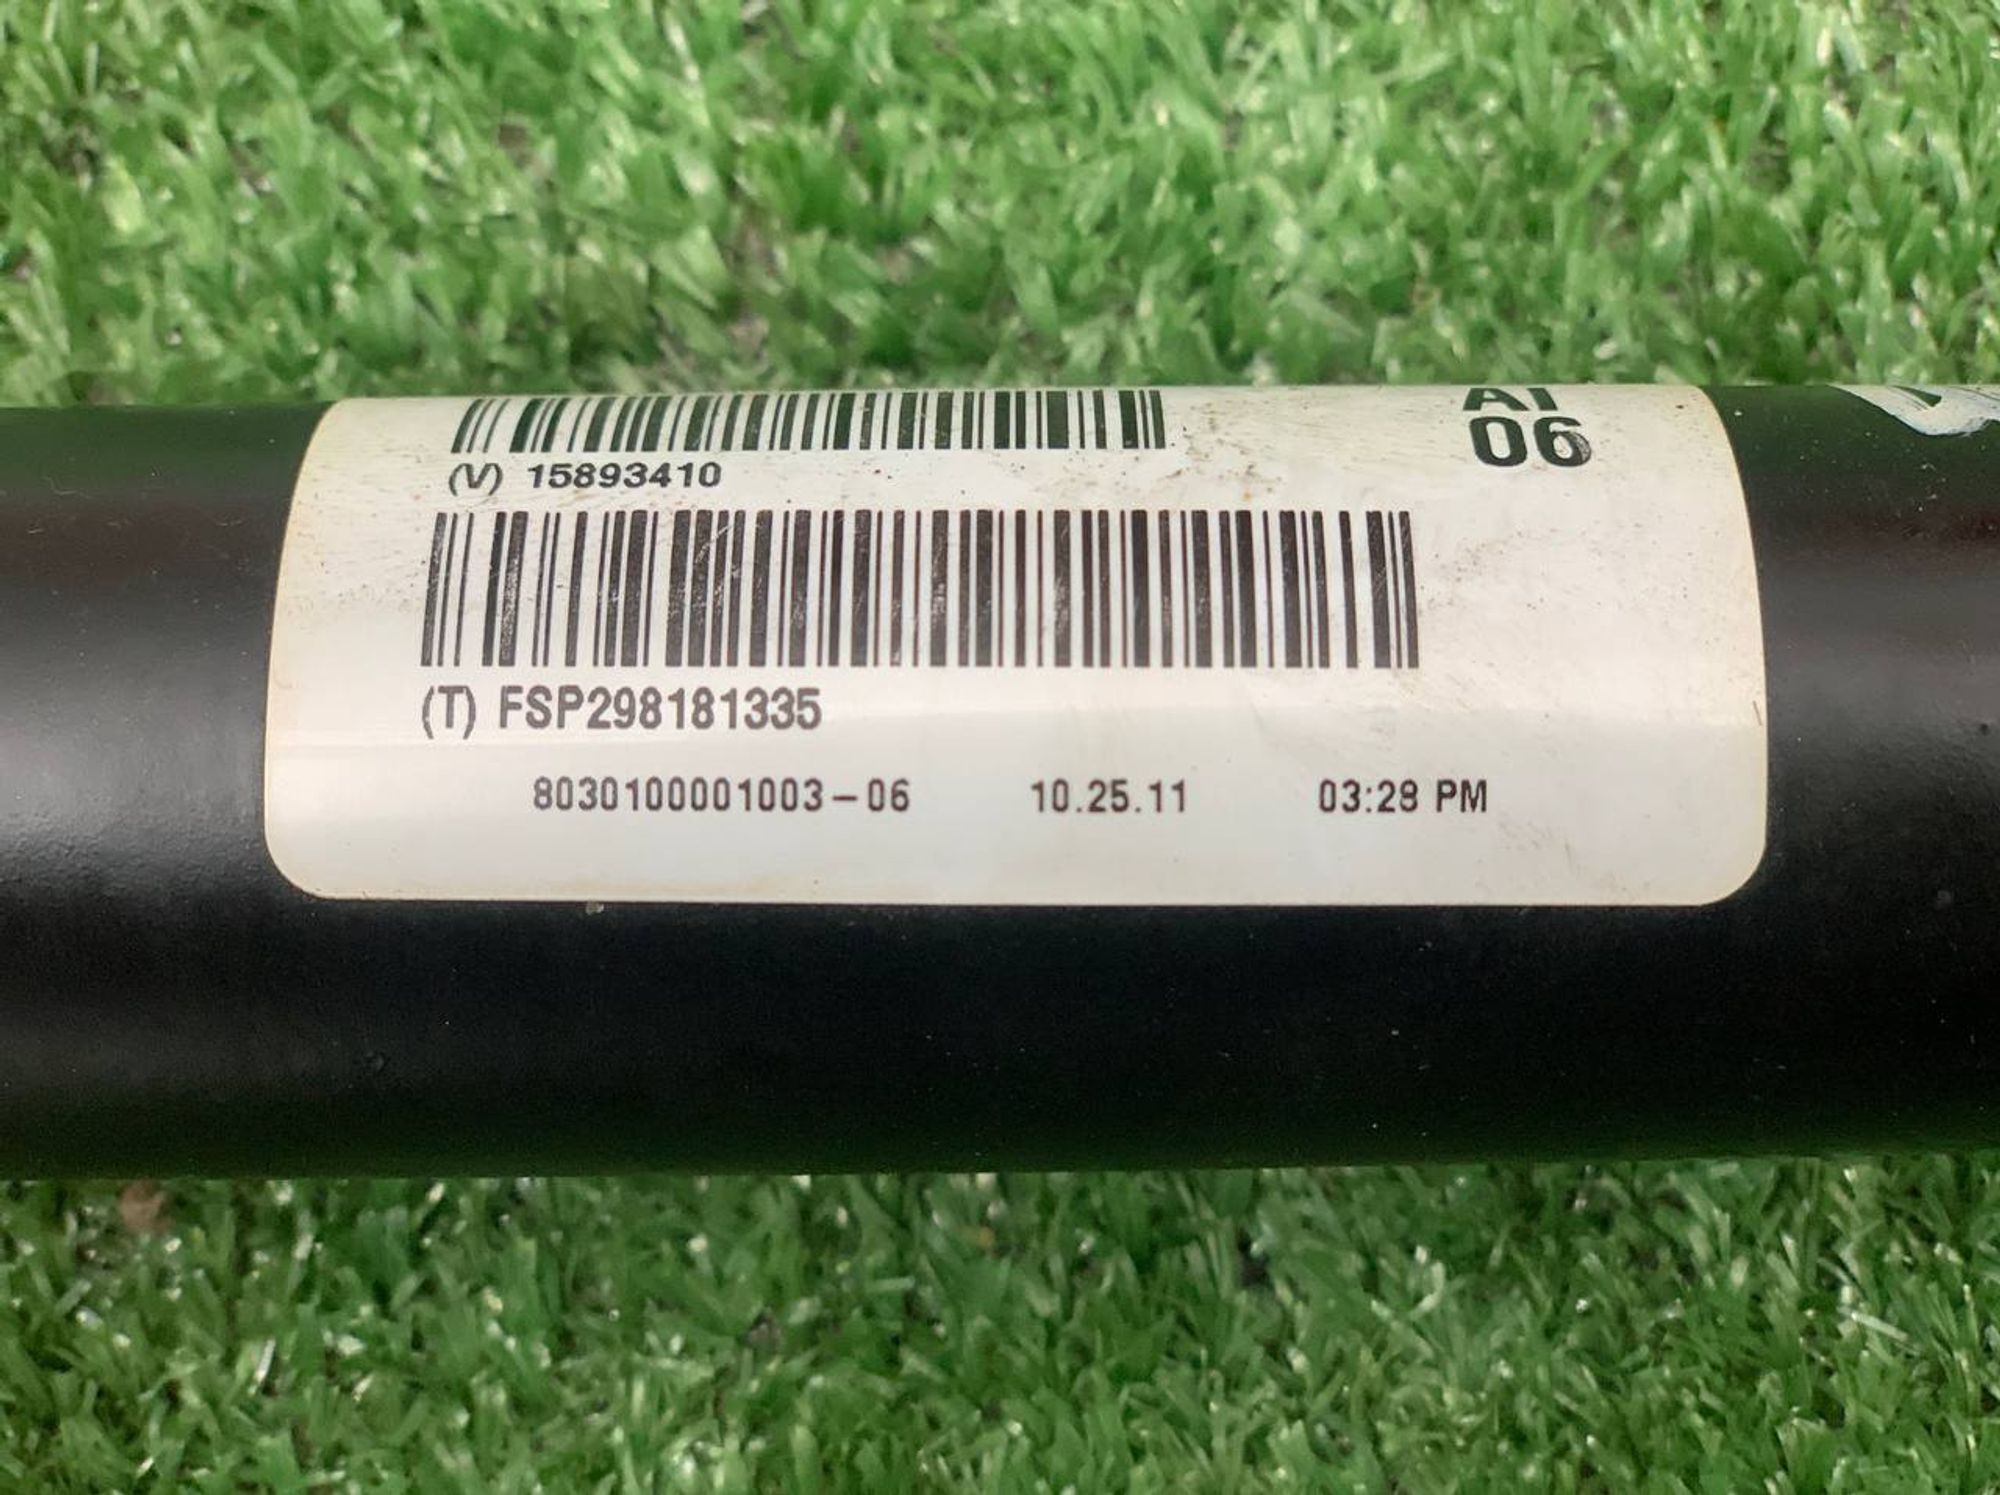 AI
06
(V) 15893410
(T) FSP298181335
8030100001003-06 10.25.11 03:28 PM